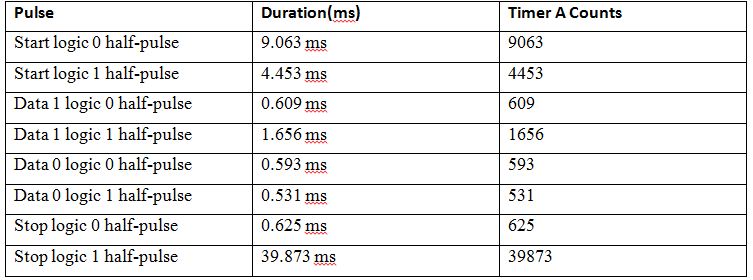 Pulse Duration(ms) Timer A Counts
Start logic 0 half-pulse 9.063 ms 9063
Start logic 1 half-pulse 4.453 ms 4453
Data 1 logic 0 half-pulse 0.609 ms 609
Data 1 logic 1 half-pulse 1.656 ms 1656
Data 0 logic 0 half-pulse 0.593 ms 593
Data 0 logic 1 half-pulse 0.531 ms 531
Stop logic 0 half-pulse 0.625 ms 625
Stop logic 1 half-pulse 39.873 ms 39873